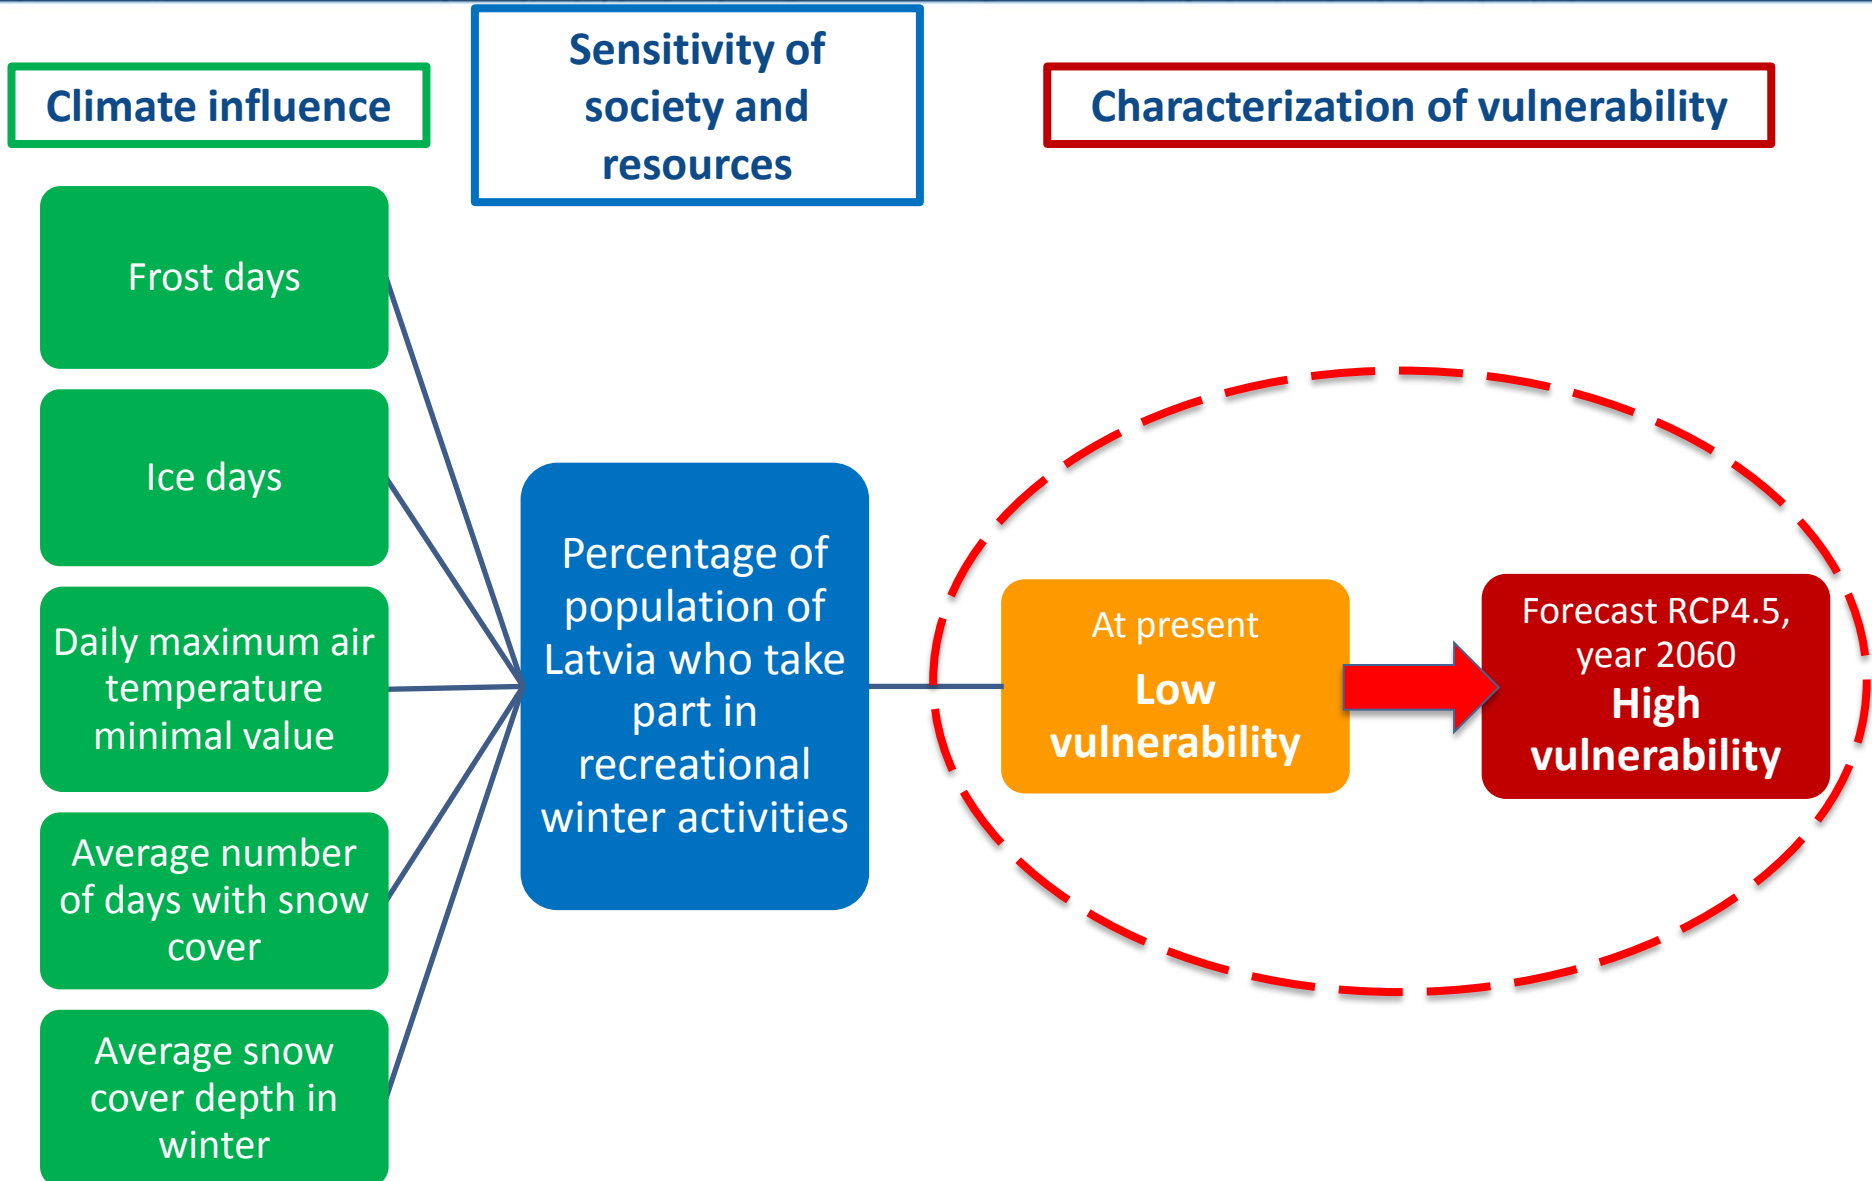 Climate influence
Sensitivity of
society and
resources
Characterization of vulnerability
Frost days
Ice days
Daily maximum air
temperature
minimal value
Average number
of days with snow
cover
Average snow
cover depth in
winter
Percentage of
population of
Latvia who take
part in
recreational
winter activities
At present
Low
vulnerability
Forecast RCP4.5,
year 2060
High
vulnerability